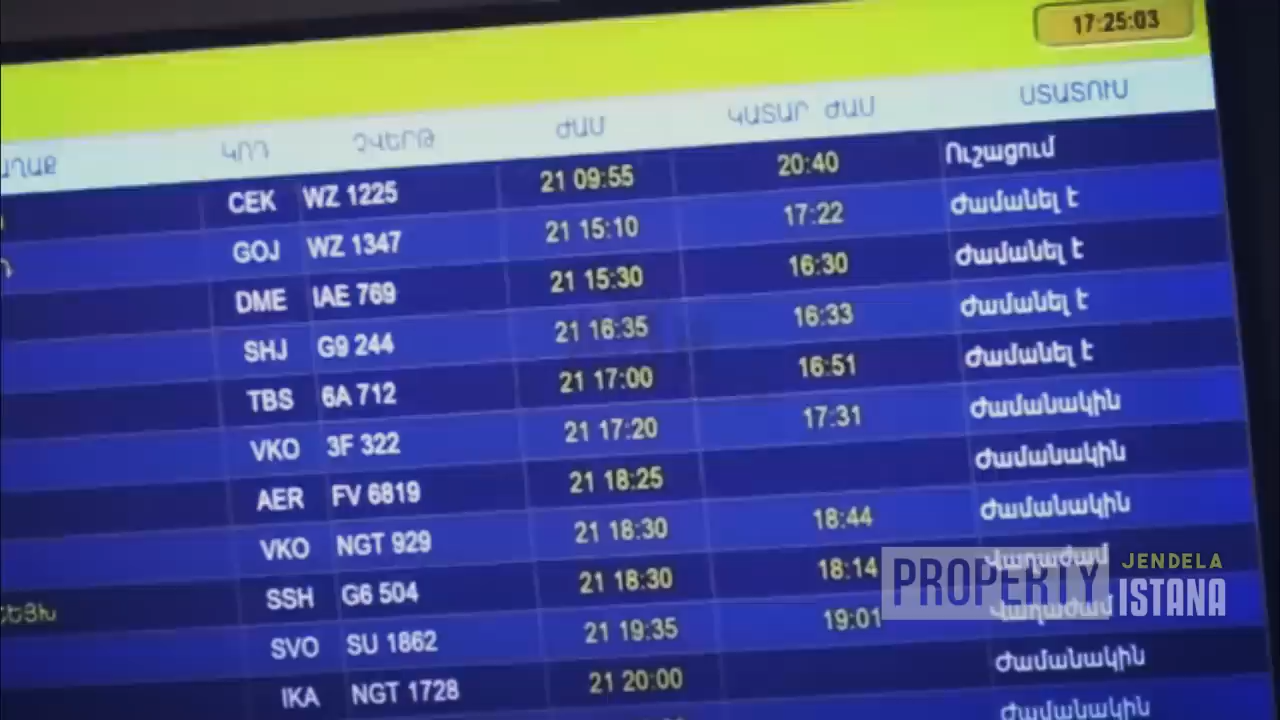 17:25:03
ԿՈԴ ՉՎԵՐԹ ԺԱՄ ԿԱՏԱՐ ԺԱՄ ՍՏԱՏՈՒՍ
CEK WZ 1225 21 09:55 20:40 Ուշացում
GOJ WZ 1347 21 15:10 17:22 Ժամանել է
DME IAE 769 21 15:30 16:30 Ժամանել է
SHJ G9 244 21 16:35 16:33 Ժամանել է
TBS 6A 712 21 17:00 16:51 Ժամանել է
VKO 3F 322 21 17:20 17:31 Ժամանակին
AER FV 6819 21 18:25 Ժամանակին
VKO NGT 929 21 18:30 18:44 Ժամանակին
SSH G6 504 21 18:30 18:14 Վաղաժամ
SVO SU 1862 21 19:35 19:01 Վաղաժամ
IKA NGT 1728 21 20:00 Ժամանակին
Ժամանակին
PROPERTY JENDELA
ISTANA